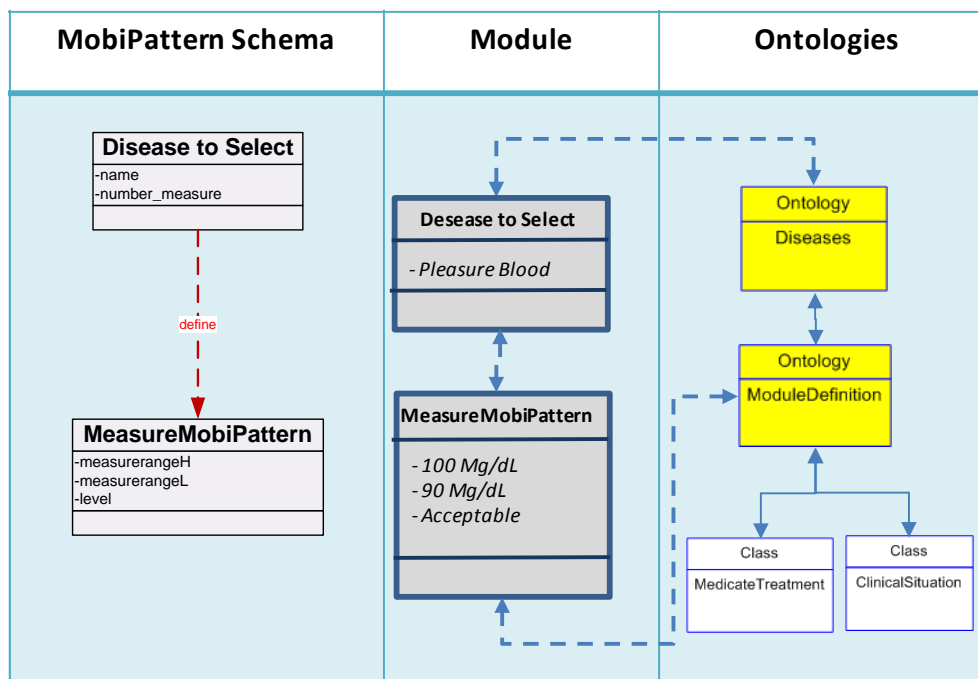 MobiPattern Schema
Module
Ontologies
Disease to Select
-name
-number_measure
define
MeasureMobiPattern
-measurerangeH
-measurerangeL
-level
Desease to Select
- Pleasure Blood
MeasureMobiPattern
- 100 Mg/dL
- 90 Mg/dL
- Acceptable
Ontology
Diseases
Ontology
ModuleDefinition
Class
MedicateTreatment
Class
ClinicalSituation